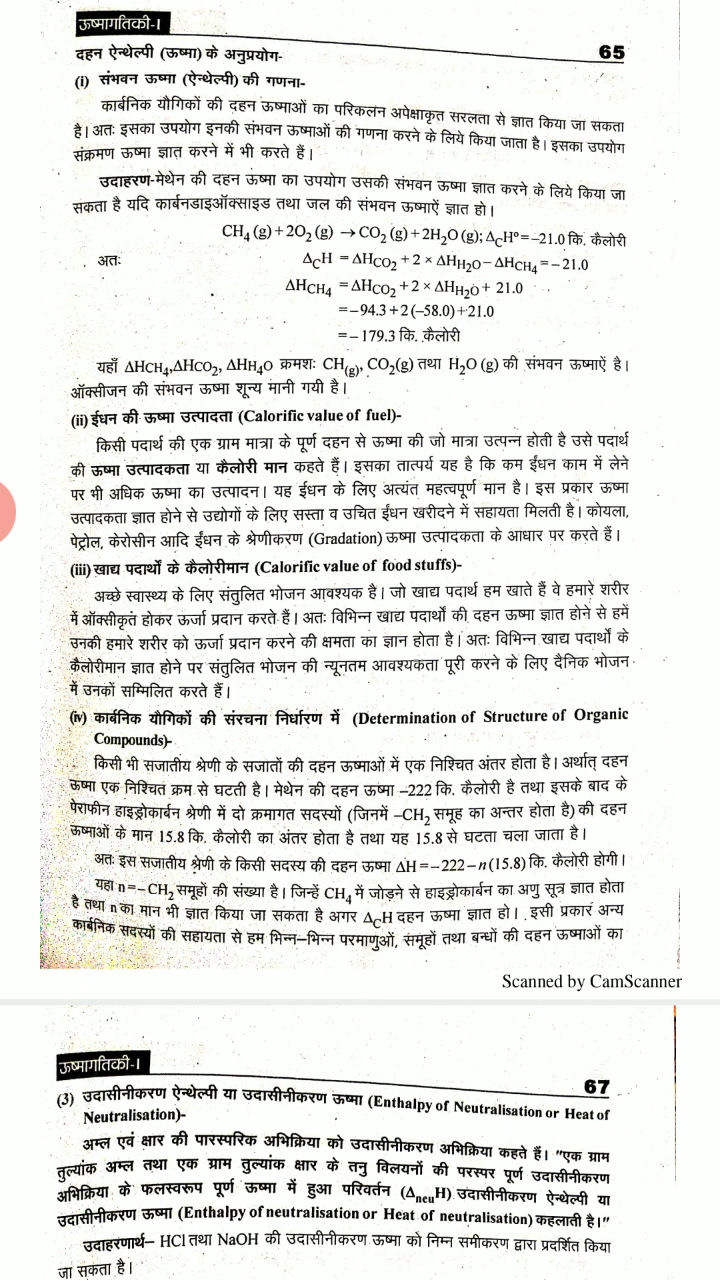 ऊष्मागतिकी-I
65
दहन ऐन्थेल्पी (ऊष्मा) के अनुप्रयोग-
(i) संभवन ऊष्मा (ऐन्थेल्पी) की गणना-
कार्बनिक यौगिकों की दहन ऊष्माओं का परिकलन अपेक्षाकृत सरलता से ज्ञात किया जा सकता
है। अतः इसका उपयोग इनकी संभवन ऊष्माओं की गणना करने के लिये किया जाता है। इसका उपयोग
संक्रमण ऊष्मा ज्ञात करने में भी करते हैं।
उदाहरण-मेथेन की दहन ऊष्मा का उपयोग उसकी संभवन ऊष्मा ज्ञात करने के लिये किया जा
सकता है यदि कार्बनडाइऑक्साइड तथा जल की संभवन ऊष्माऐं ज्ञात हो।
CH₄(g)+2O₂(g) →CO₂(g)+2H₂O(g); Δ_CH°=–21.0 कि. कैलोरी
अतः Δ_CH =ΔH_CO₂+2 × ΔH_H₂O–ΔH_CH₄=–21.0
ΔH_CH₄ =ΔH_CO₂+2 × ΔH_H₂O+ 21.0
=–94.3+2(–58.0)+21.0
=–179.3 कि. कैलोरी
यहाँ ΔH_CH₄,ΔH_CO₂, ΔHH₄O क्रमशः CH(g), CO₂(g) तथा H₂O (g) की संभवन ऊष्माऐं है।
ऑक्सीजन की संभवन ऊष्मा शून्य मानी गयी है।
(ii) ईधन की ऊष्मा उत्पादता (Calorific value of fuel)-
किसी पदार्थ की एक ग्राम मात्रा के पूर्ण दहन से ऊष्मा की जो मात्रा उत्पन्न होती है उसे पदार्थ
की ऊष्मा उत्पादकता या कैलोरी मान कहते हैं। इसका तात्पर्य यह है कि कम ईंधन काम में लेने
पर भी अधिक ऊष्मा का उत्पादन। यह ईधन के लिए अत्यंत महत्वपूर्ण मान है। इस प्रकार ऊष्मा
उत्पादकता ज्ञात होने से उद्योगों के लिए सस्ता व उचित ईंधन खरीदने में सहायता मिलती है। कोयला,
पेट्रोल, केरोसीन आदि ईंधन के श्रेणीकरण (Gradation) ऊष्मा उत्पादकता के आधार पर करते हैं।
(iii) खाद्य पदार्थों के कैलोरीमान (Calorific value of food stuffs)-
अच्छे स्वास्थ्य के लिए संतुलित भोजन आवश्यक है। जो खाद्य पदार्थ हम खाते हैं वे हमारे शरीर
में ऑक्सीकृत होकर ऊर्जा प्रदान करते हैं। अतः विभिन्न खाद्य पदार्थों की दहन ऊष्मा ज्ञात होने से हमें
उनकी हमारे शरीर को ऊर्जा प्रदान करने की क्षमता का ज्ञान होता है। अतः विभिन्न खाद्य पदार्थों के
कैलोरीमान ज्ञात होने पर संतुलित भोजन की न्यूनतम आवश्यकता पूरी करने के लिए दैनिक भोजन
में उनकों सम्मिलित करते हैं।
(iv) कार्बनिक यौगिकों की संरचना निर्धारण में (Determination of Structure of Organic
Compounds)-
किसी भी सजातीय श्रेणी के सजातों की दहन ऊष्माओं में एक निश्चित अंतर होता है। अर्थात् दहन
ऊष्मा एक निश्चित क्रम से घटती है। मेथेन की दहन ऊष्मा –222 कि. कैलोरी है तथा इसके बाद के
पेराफीन हाइड्रोकार्बन श्रेणी में दो क्रमागत सदस्यों (जिनमें –CH₂ समूह का अन्तर होता है) की दहन
ऊष्माओं के मान 15.8 कि. कैलोरी का अंतर होता है तथा यह 15.8 से घटता चला जाता है।
अतः इस सजातीय श्रेणी के किसी सदस्य की दहन ऊष्मा ΔH=–222–n(15.8) कि. कैलोरी होगी।
यहा n=–CH₂ समूहों की संख्या है। जिन्हें CH₄ में जोड़ने से हाइड्रोकार्बन का अणु सूत्र ज्ञात होता
है तथा n का मान भी ज्ञात किया जा सकता है अगर Δ_CH दहन ऊष्मा ज्ञात हो। इसी प्रकार अन्य
कार्बनिक सदस्यों की सहायता से हम भिन्न–भिन्न परमाणुओं, समूहों तथा बन्धों की दहन ऊष्माओं का
Scanned by CamScanner
ऊष्मागतिकी-I
67
(3) उदासीनीकरण ऐन्थेल्पी या उदासीनीकरण ऊष्मा (Enthalpy of Neutralisation or Heat of
Neutralisation)-
अम्ल एवं क्षार की पारस्परिक अभिक्रिया को उदासीनीकरण अभिक्रिया कहते हैं। "एक ग्राम
तुल्यांक अम्ल तथा एक ग्राम तुल्यांक क्षार के तनु विलयनों की परस्पर पूर्ण उदासीनीकरण
अभिक्रिया के फलस्वरूप पूर्ण ऊष्मा में हुआ परिवर्तन (Δ_neuH) उदासीनीकरण ऐन्थेल्पी या
उदासीनीकरण ऊष्मा (Enthalpy of neutralisation or Heat of neutralisation) कहलाती है।"
उदाहरणार्थ– HCl तथा NaOH की उदासीनीकरण ऊष्मा को निम्न समीकरण द्वारा प्रदर्शित किया
जा सकता है।